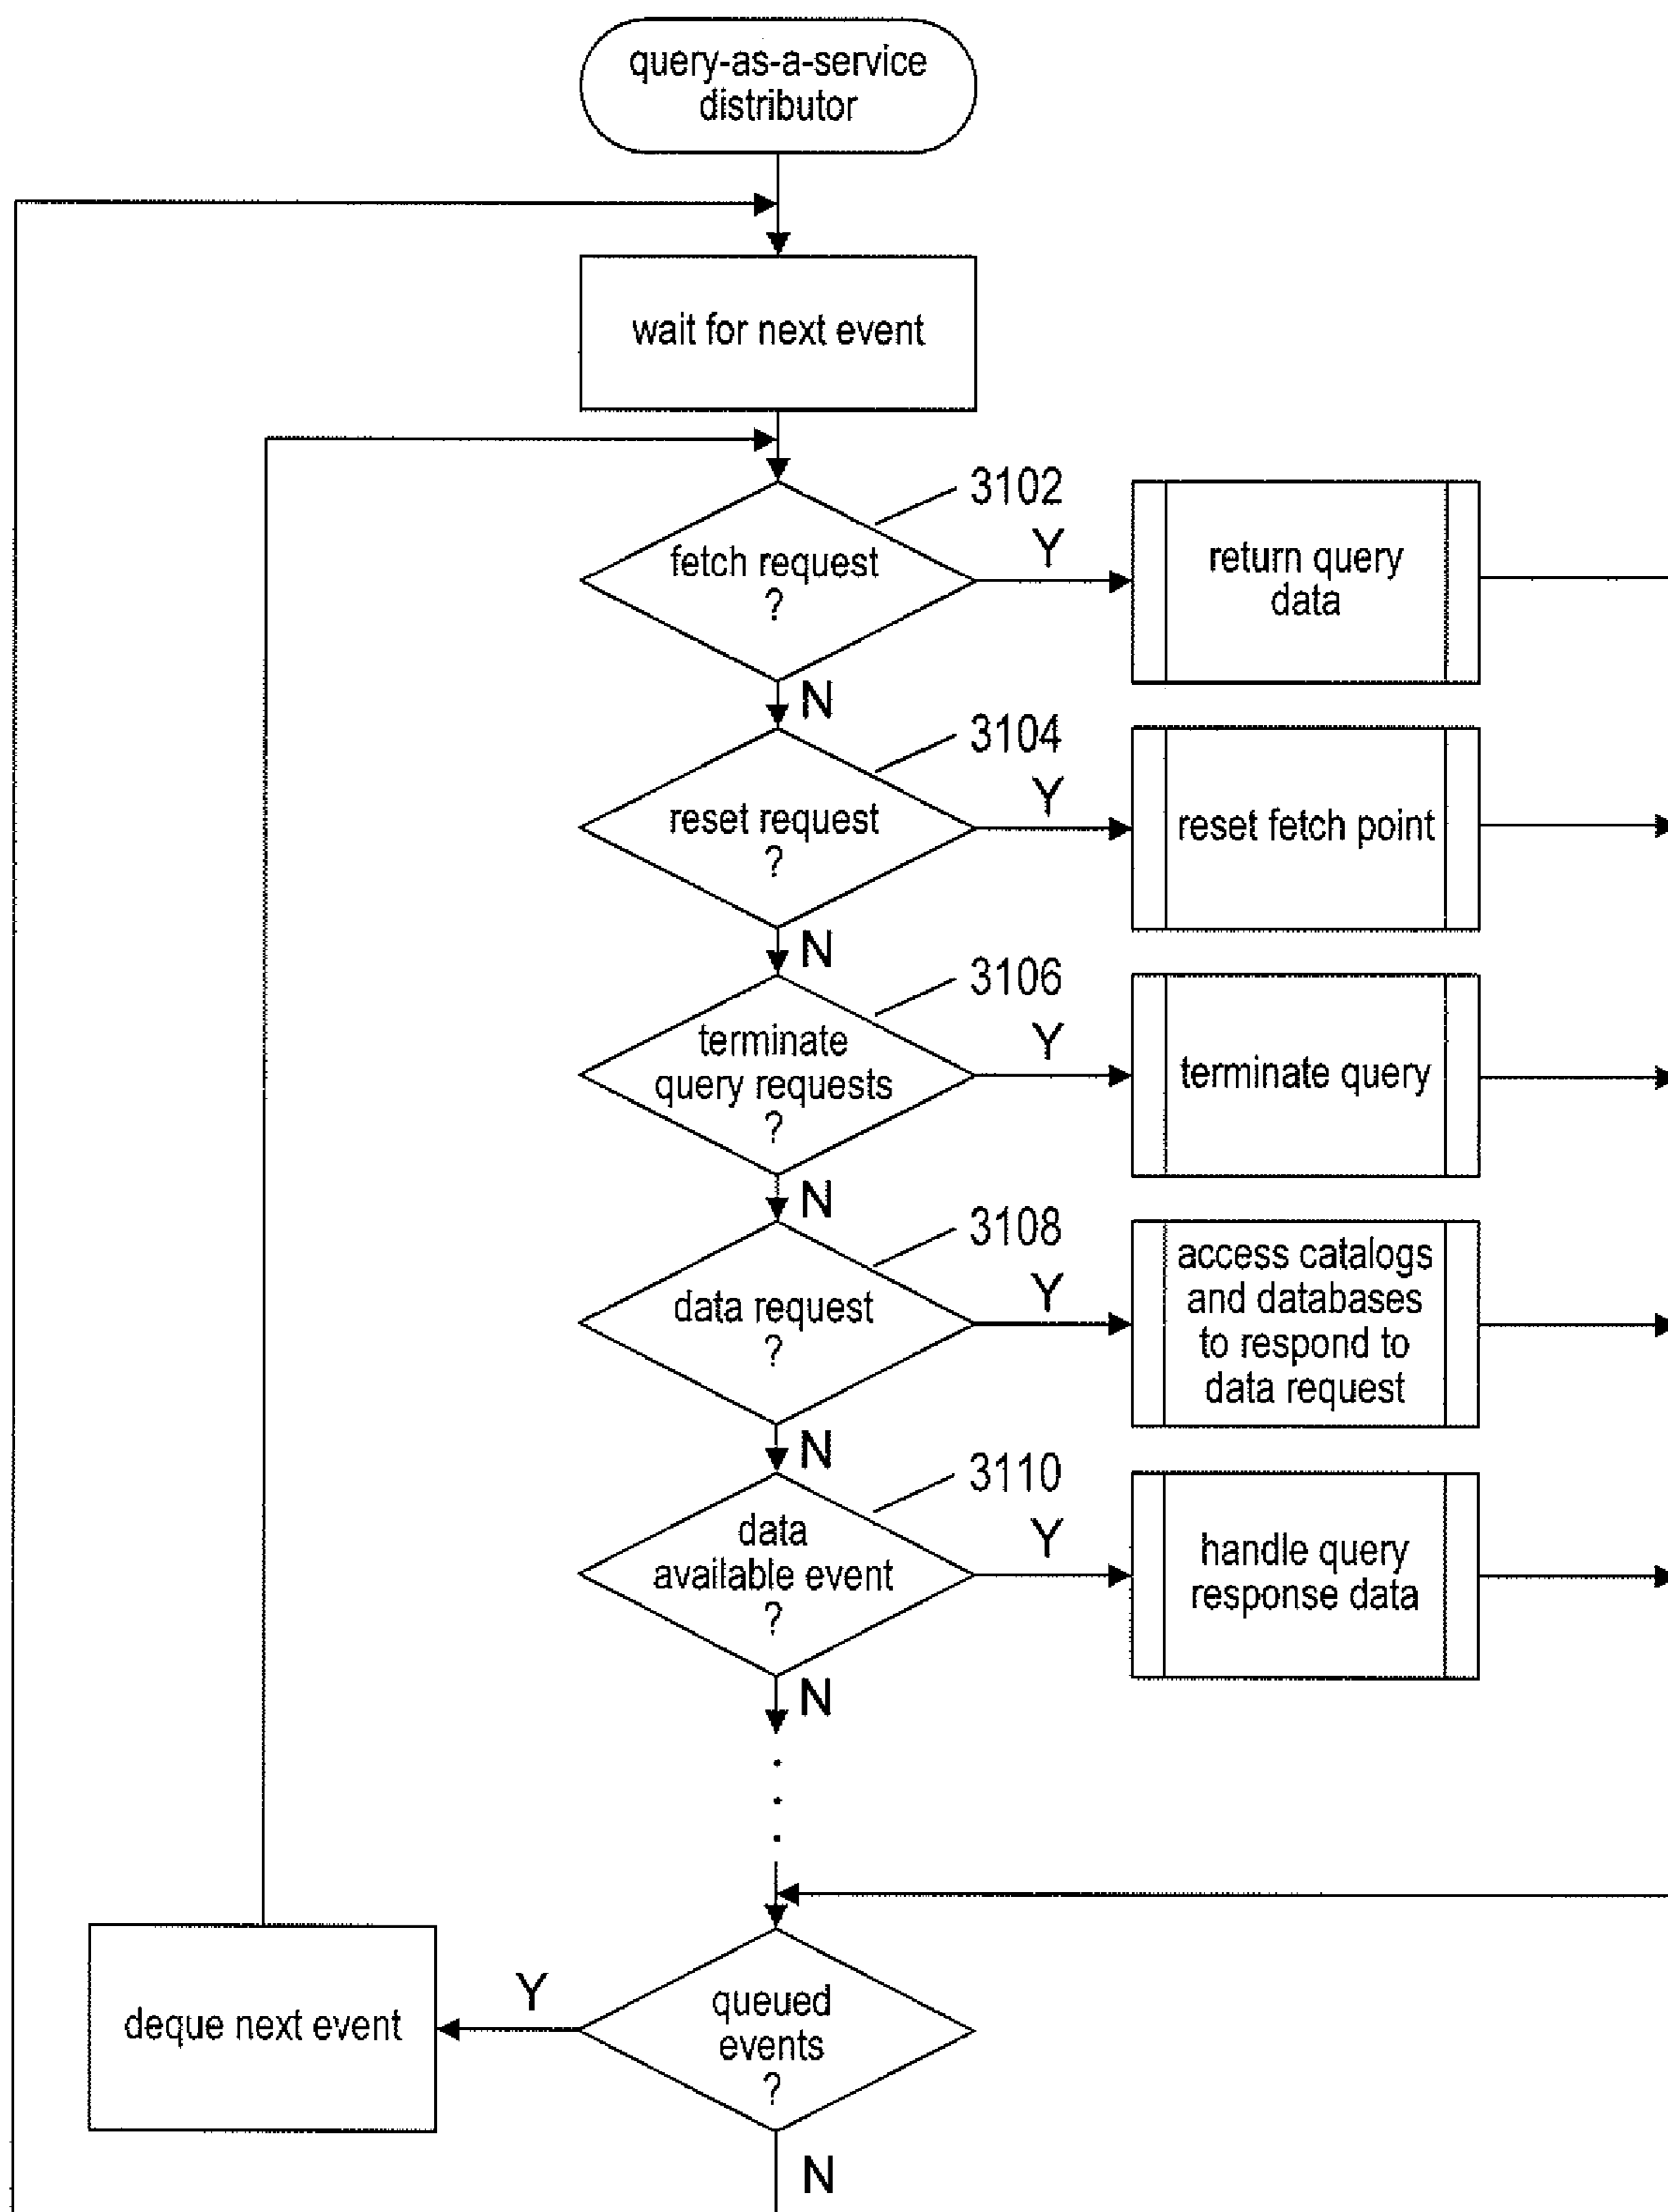 query-as-a-service
distributor
wait for next event
3102
fetch request
?
Y
return query
data
N
3104
reset request
?
Y
reset fetch point
N
3106
terminate
query requests
?
Y
terminate query
N
3108
data request
?
Y
access catalogs
and databases
to respond to
data request
N
3110
data
available event
?
Y
handle query
response data
N
queued
events
?
Y
deque next event
N